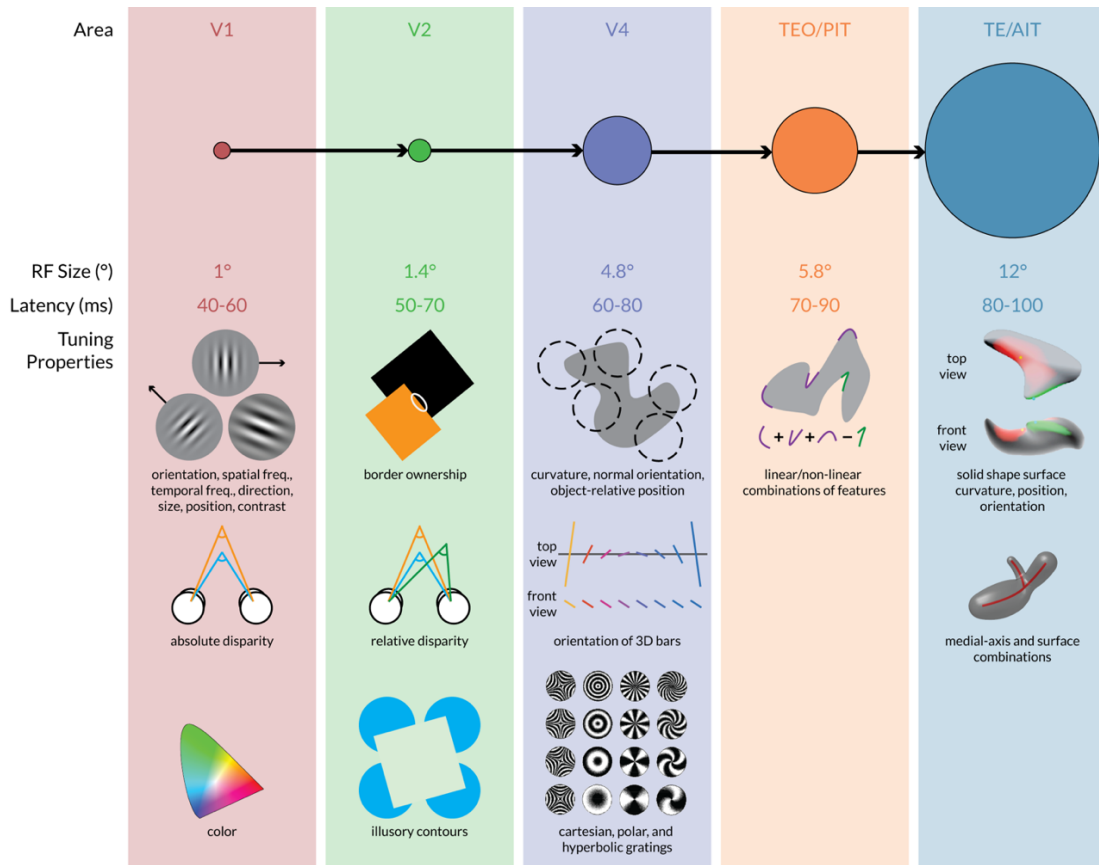 Area V1 V2 V4 TEO/PIT TE/AIT
RF Size (°) 1° 1.4° 4.8° 5.8° 12°
Latency (ms) 40-60 50-70 60-80 70-90 80-100
Tuning
Properties
orientation, spatial freq.,
temporal freq., direction,
size, position, contrast
absolute disparity
color
border ownership
relative disparity
illusory contours
curvature, normal orientation,
object-relative position
top
view
front
view
orientation of 3D bars
cartesian, polar, and
hyperbolic gratings
+ + −
linear/non-linear
combinations of features
top
view
front
view
solid shape surface
curvature, position,
orientation
medial-axis and surface
combinations